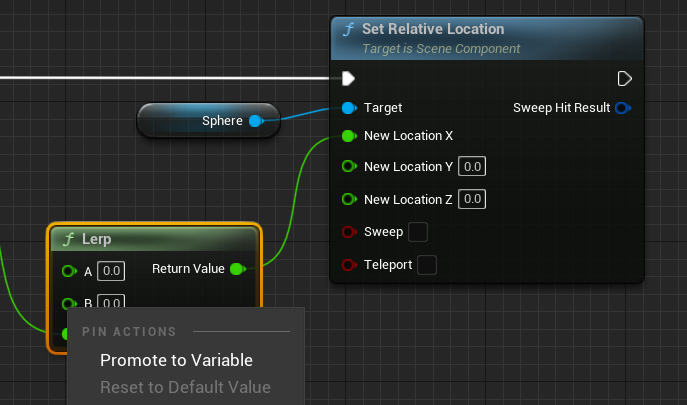 Set Relative Location
Target is Scene Component
Sphere
Target
Sweep Hit Result
New Location X
New Location Y 0.0
New Location Z 0.0
Sweep
Teleport
Lerp
A 0.0
Return Value
B 0.0
PIN ACTIONS
Promote to Variable
Reset to Default Value